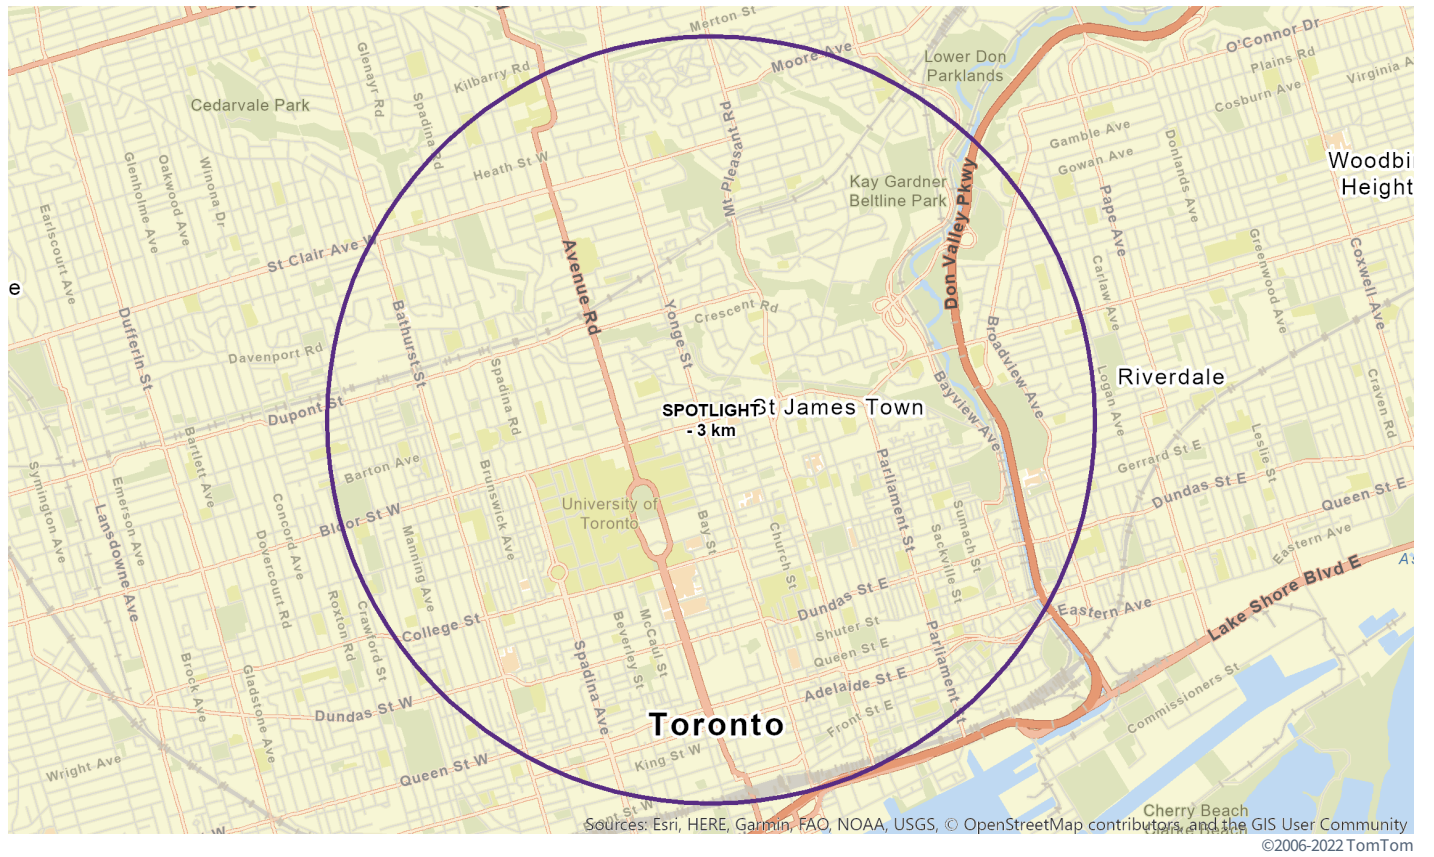 Merton St
Moore Ave
Lower Don
Parklands
O'Connor Dr
Plains Rd
Virginia A
Glenayr Rd
Kilbarry Rd
Cosburn Ave
Cedarvale Park
Spadina Rd
Mt Pleasant Rd
Gamble Ave
Gowan Ave
Donlands Ave
Woodbi
Height
Glenholme Ave
Oakwood Ave
Winona Dr
Heath St W
Kay Gardner
Beltline Park
Don Valley Pkwy
Pape Ave
Earlscourt Ave
St Clair Ave W
Avenue Rd
Carlaw Ave
Greenwood Ave
Coxwell Ave
e
Dufferin St
Bathurst St
Yonge St
Crescent Rd
Broadview Ave
Davenport Rd
Spadina Rd
Bayview Ave
Logan Ave
Riverdale
Craven Rd
Dupont St
SPOTLIGHT
- 3 km
St James Town
Symington Ave
Bartlett Ave
Barton Ave
Brunswick Ave
Parliament St
Gerrard St E
Leslie St
Emerson Ave
Lansdowne Ave
Concord Ave
Bloor St W
University of
Toronto
Bay St
Church St
Sumach St
Sackville St
Dundas St E
Queen St E
Eastern Ave
Dovercourt Rd
Manning Ave
A's
Roxton Rd
Crawford St
College St
Beverley St
McCaul St
Dundas St E
Shuter St
Queen St E
Parliament St
Eastern Ave
Lake Shore Blvd E
Brock Ave
Gladstone Ave
Spadina Ave
Adelaide St E
Front St E
Commissioners St
Dundas St W
Toronto
King St W
Wright Ave
Queen St W
ont St W
Cherry Beach
Clarke Beach
Sources: Esri, HERE, Garmin, FAO, NOAA, USGS, © OpenStreetMap contributors, and the GIS User Community
©2006-2022 TomTom